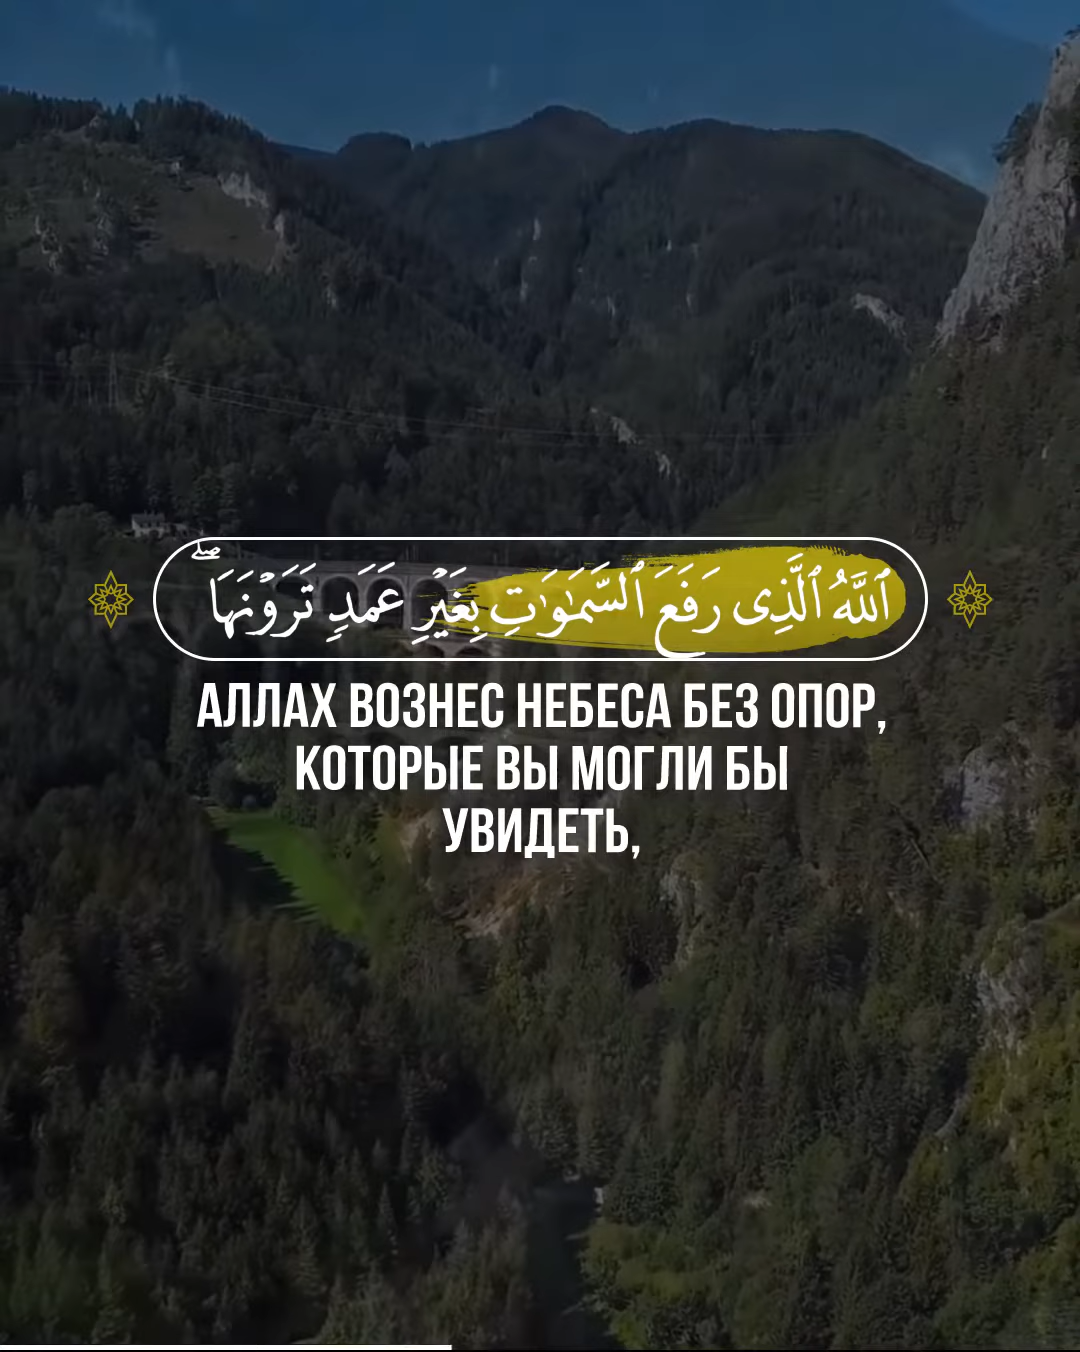 ٱللَّهُ ٱلَّذِى رَفَعَ ٱلسَّمَـٰوَٰتِ بِغَيْرِ عَمَدٍ تَرَوْنَهَا ۖ
АЛЛАХ ВОЗНЕС НЕБЕСА БЕЗ ОПОР,
КОТОРЫЕ ВЫ МОГЛИ БЫ
УВИДЕТЬ,